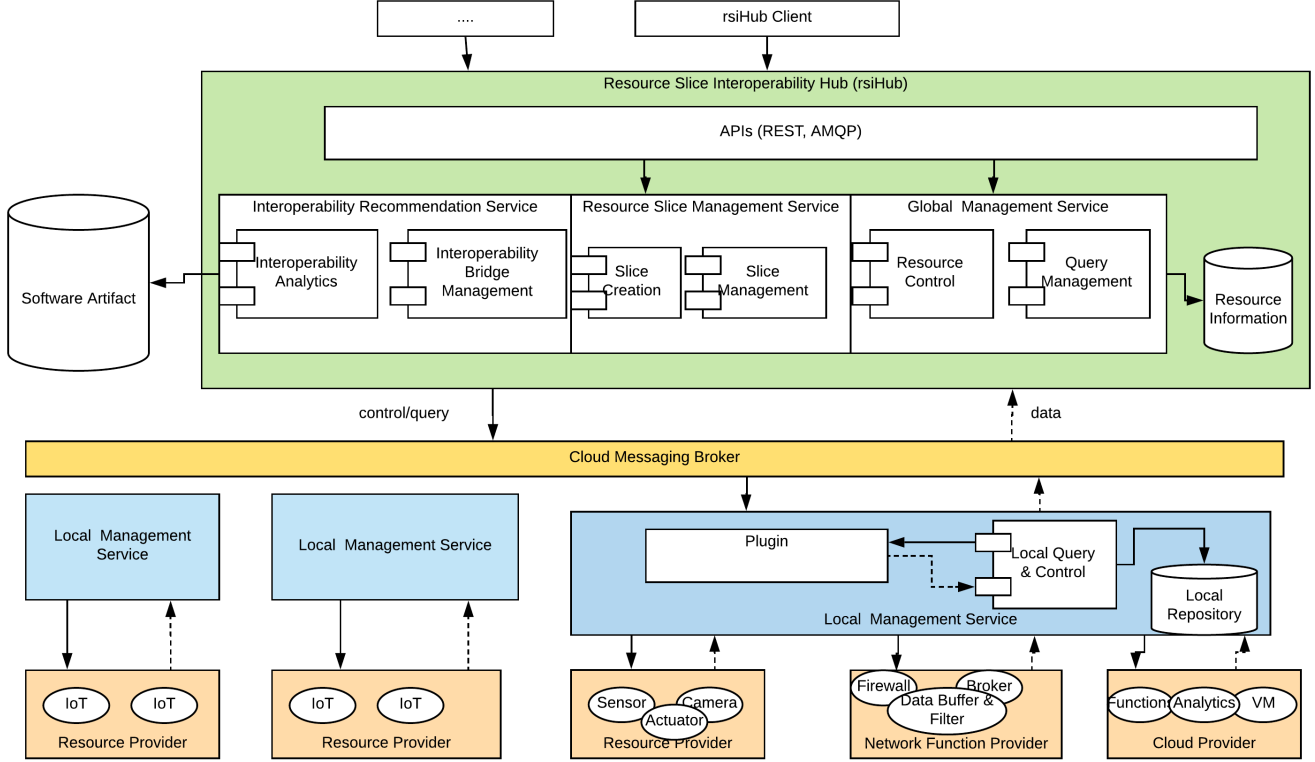 ....
rsiHub Client
Resource Slice Interoperability Hub (rsiHub)
APIs (REST, AMQP)
Interoperability Recommendation Service
Resource Slice Management Service
Global Management Service
Interoperability
Analytics
Interoperability
Bridge
Management
Slice
Creation
Slice
Management
Resource
Control
Query
Management
Software Artifact
Resource
Information
control/query
data
Cloud Messaging Broker
Local Management
Service
Local Management Service
Plugin
Local Query
& Control
Local
Repository
Local Management Service
IoT
IoT
Resource Provider
IoT
IoT
Resource Provider
Sensor
Camera
Actuator
Resource Provider
Firewall
Broker
Data Buffer &
Filter
Network Function Provider
Functions
Analytics
VM
Cloud Provider